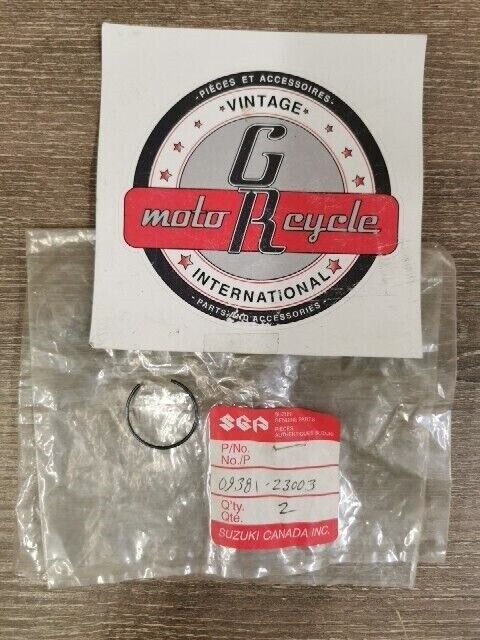 -PIÈCES ET ACCESSOIRES-
VINTAGE
GR
moto cycle
INTERNATIONAL
-PARTS AND ACCESSORIES-
SGP
SUZUKI
GENUINE PARTS
PIÈCES
AUTHENTIQUES SUZUKI
P/No.
No./P
09381-23003
Q'ty.
Qté.
2
SUZUKI CANADA INC.